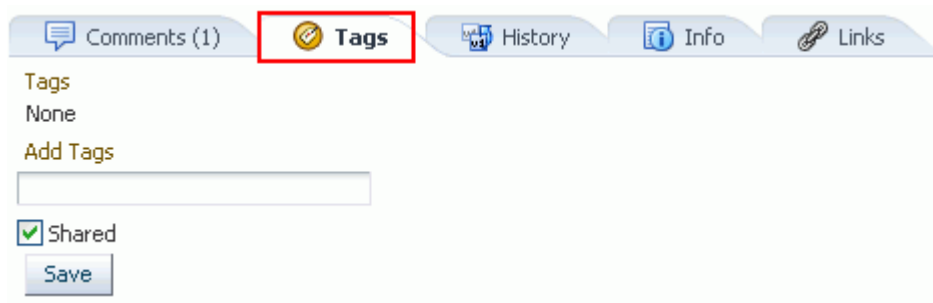 Comments (1) Tags History Info Links
Tags
None
Add Tags
Shared
Save